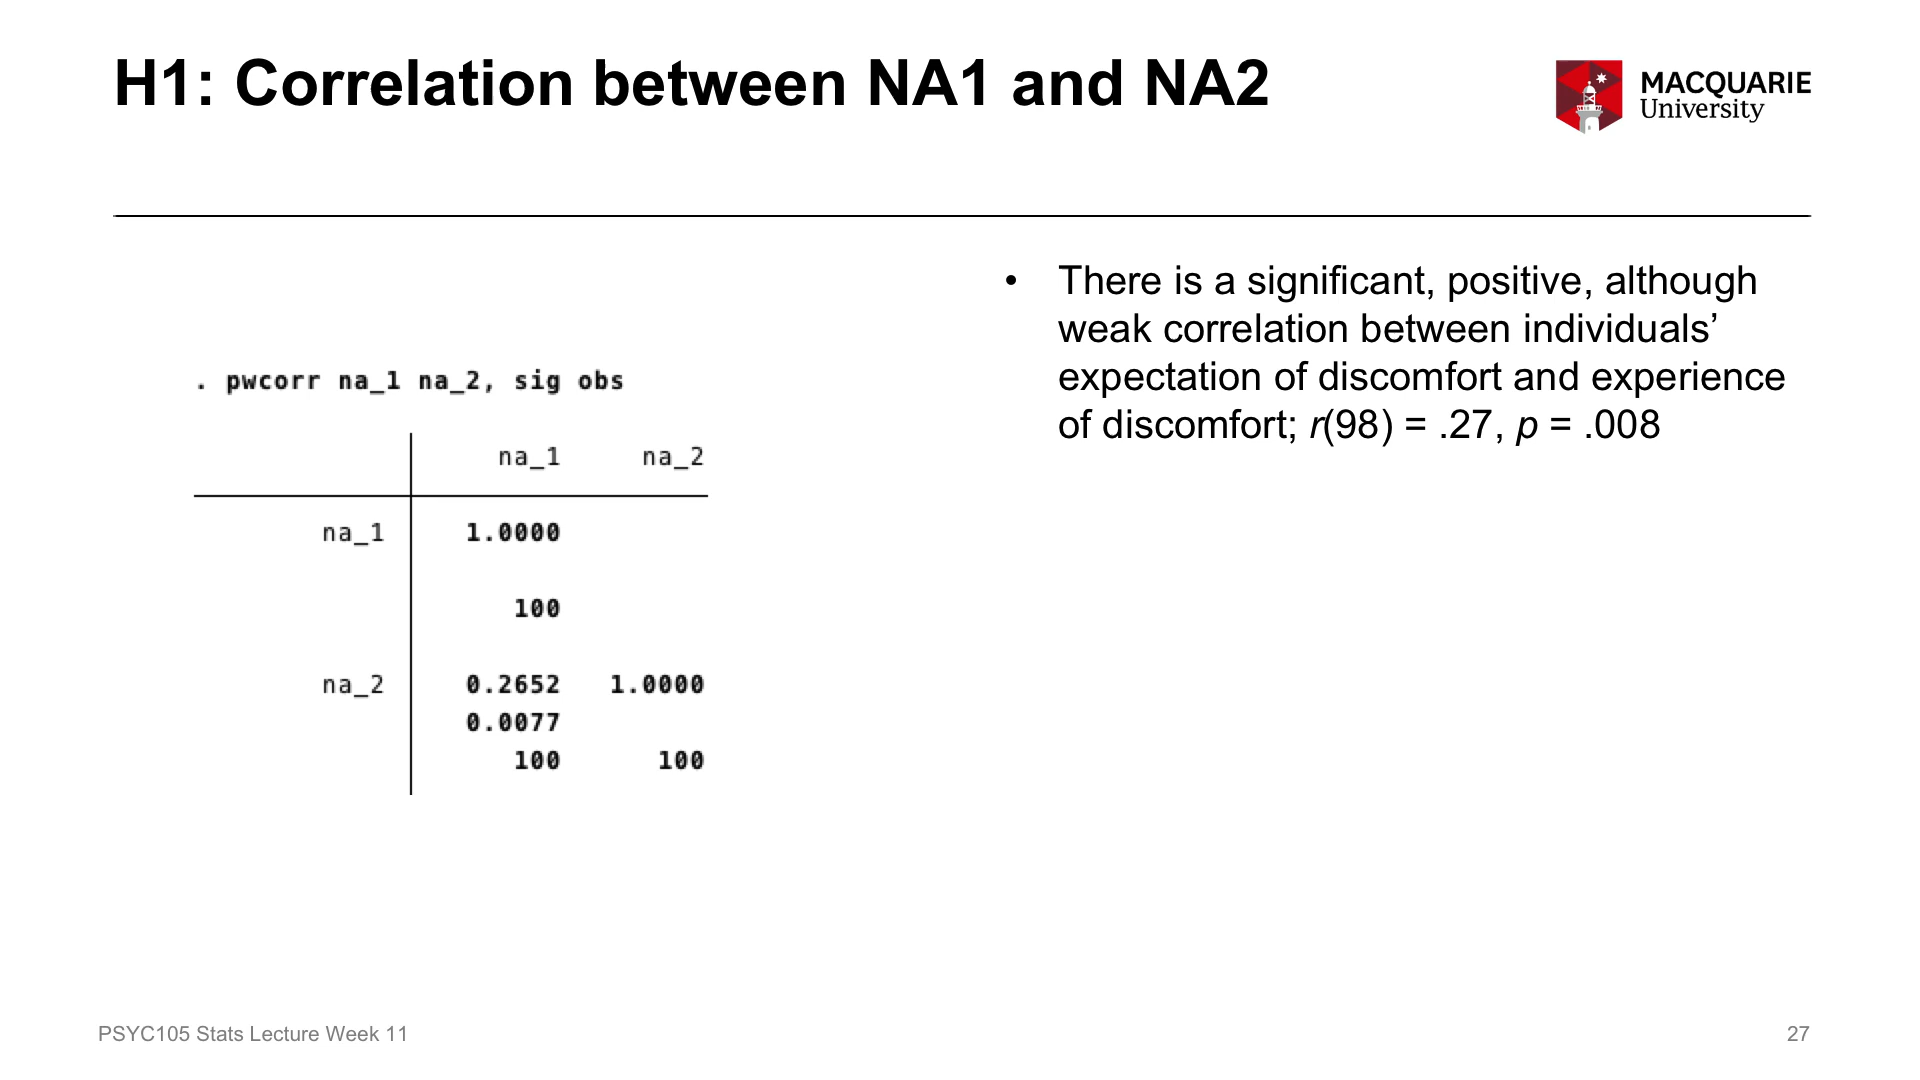 H1: Correlation between NA1 and NA2
MACQUARIE
University
. pwcorr na_1 na_2, sig obs
na_1 na_2
na_1 1.0000
100
na_2 0.2652 1.0000
0.0077
100 100
• There is a significant, positive, although
weak correlation between individuals’
expectation of discomfort and experience
of discomfort; r(98) = .27, p = .008
PSYC105 Stats Lecture Week 11
27